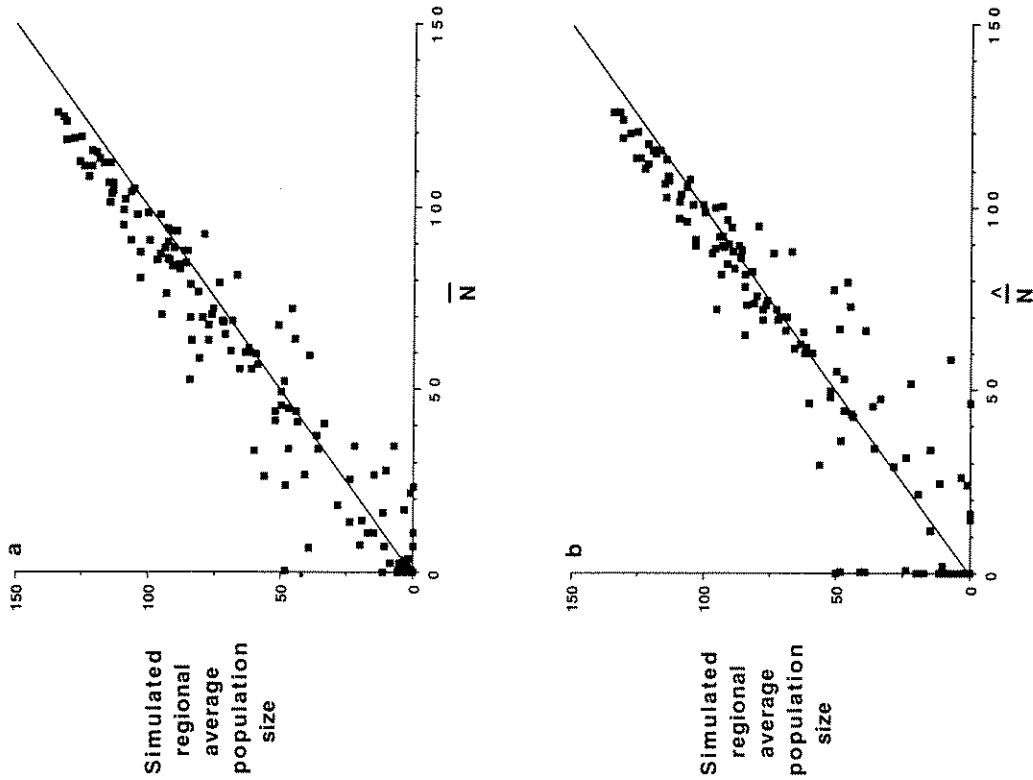 a
150
100
50
0
Simulated
regional
average
population
size
0
50
100
150
N
b
150
100
50
0
Simulated
regional
average
population
size
0
50
100
150
N̂